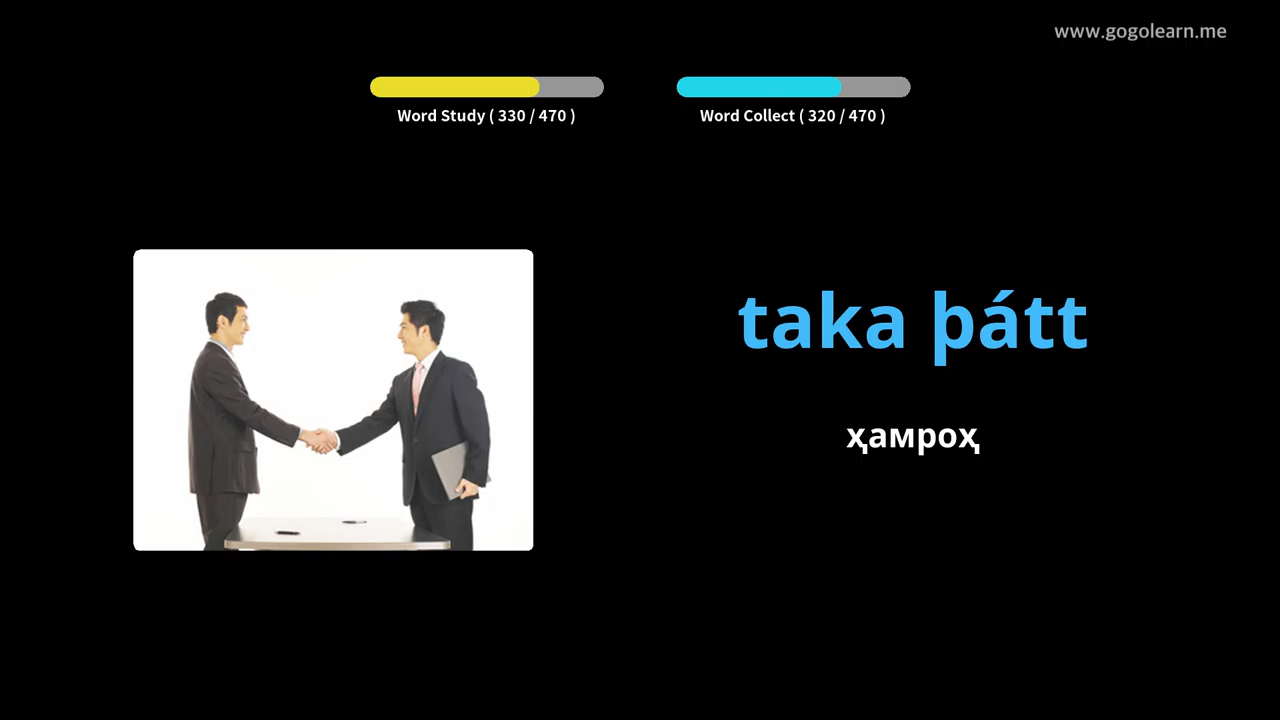 www.gogolearn.me
Word Study ( 330 / 470 )
Word Collect ( 320 / 470 )
taka þátt
ҳамроҳ